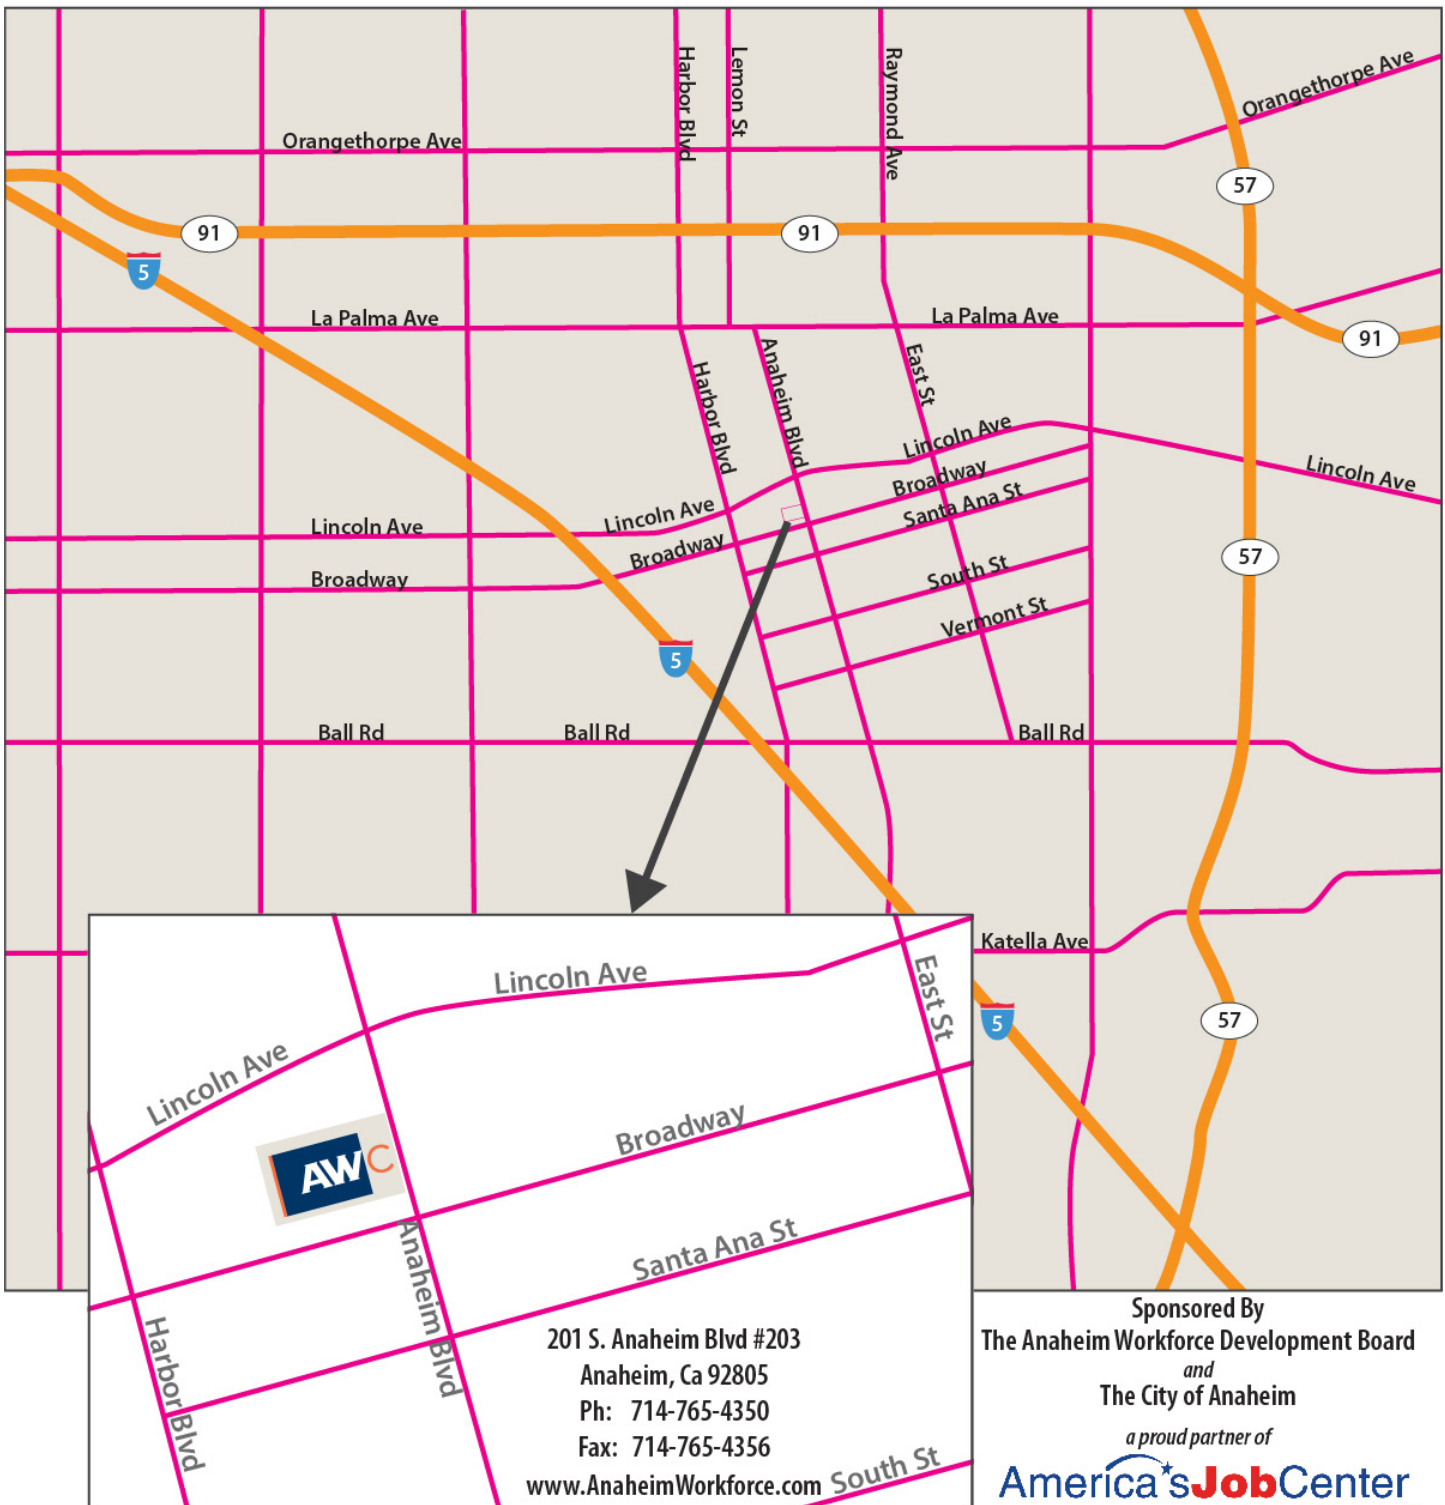 Harbor Blvd
Lemon St
Raymond Ave
Orangethorpe Ave
Orangethorpe Ave
57
91
91
5
La Palma Ave
La Palma Ave
91
Harbor Blvd
Anaheim Blvd
East St
Lincoln Ave
Broadway
Lincoln Ave
Santa Ana St
Lincoln Ave
Lincoln Ave
Broadway
57
Broadway
South St
Vermont St
5
Ball Rd
Ball Rd
Ball Rd
Katella Ave
5
57
Lincoln Ave
East St
Lincoln Ave
Broadway
AWC
Anaheim Blvd
Santa Ana St
Harbor Blvd
201 S. Anaheim Blvd #203
Anaheim, Ca 92805
Ph: 714-765-4350
Fax: 714-765-4356
www.AnaheimWorkforce.com
South St
Sponsored By
The Anaheim Workforce Development Board
and
The City of Anaheim
a proud partner of
America'sJobCenter